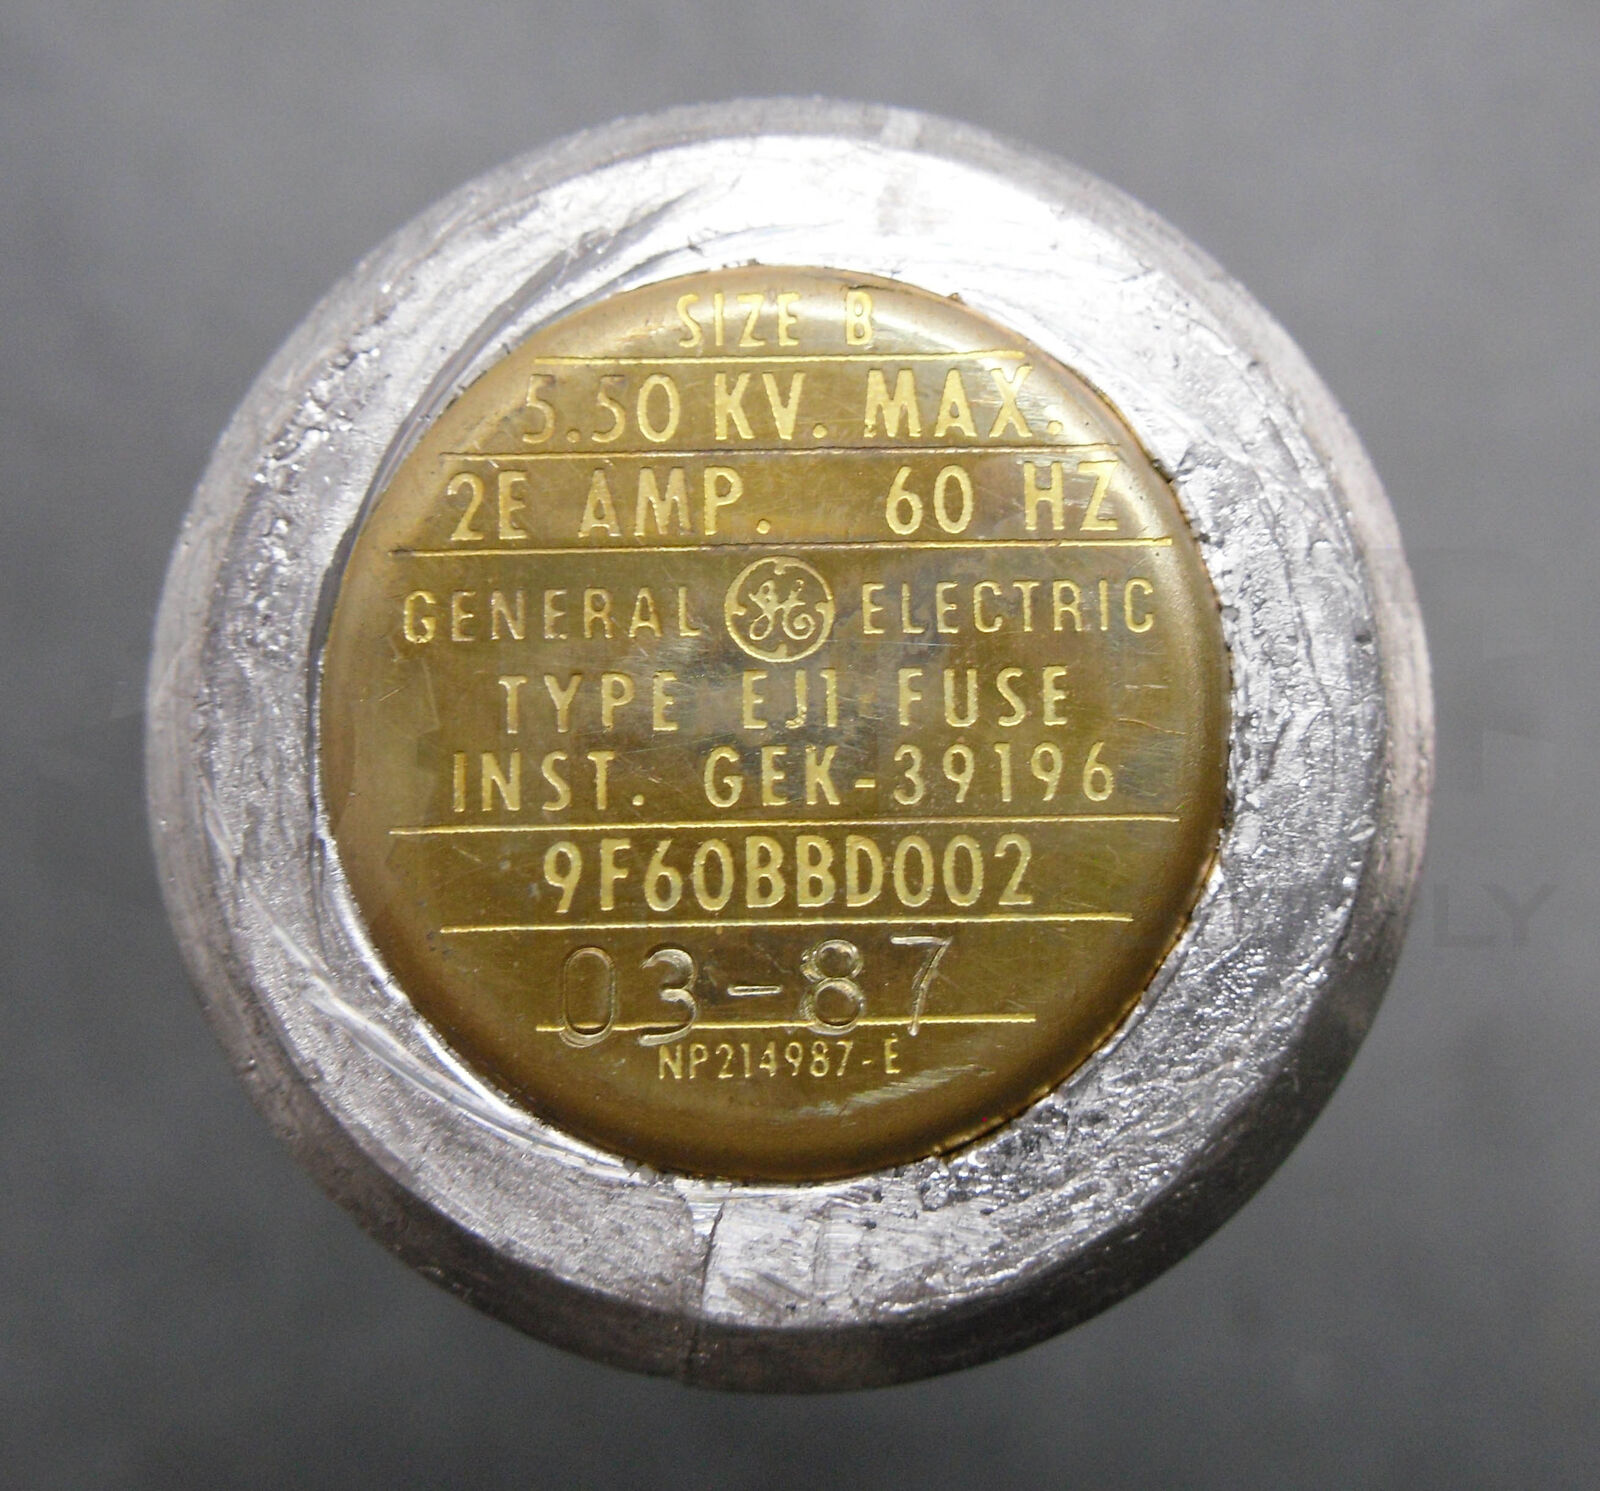 SIZE B
5.50 KV. MAX.
2E AMP. 60 HZ
GENERAL GE ELECTRIC
TYPE EJ1 FUSE
INST. GEK-39196
9F60BBD002
03-87
NP214987-E